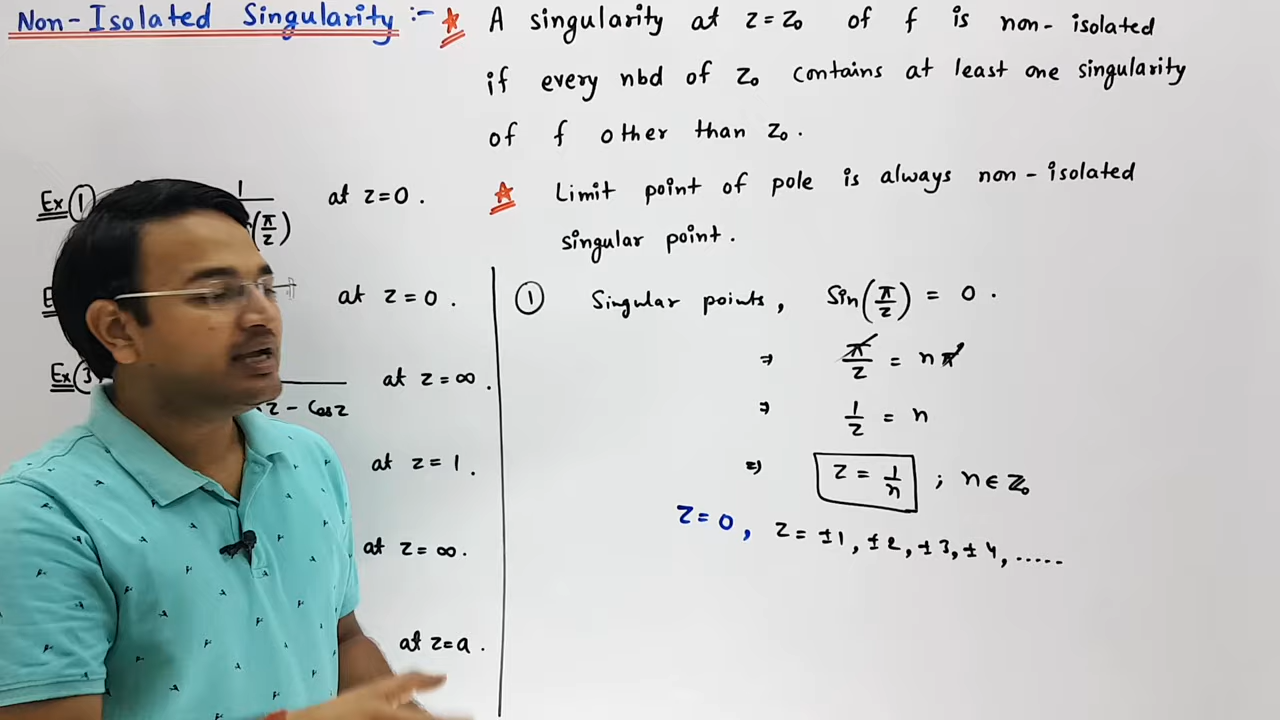 Non-Isolated Singularity :-
☆ A singularity at z = z₀ of f is non-isolated
if every nbd of z₀ contains at least one singularity
of f other than z₀.
☆ Limit point of pole is always non-isolated
singular point.
Ex ① 1 (π/z) at z=0.
at z=0.
Ex ③ z - Cosz at z=∞.
at z=1.
at z=∞.
at z=a.
① Singular points, Sin(π/z) = 0.
⇒ π/z = nπ
⇒ 1/z = n
⇒ z = 1/n ; n ∈ Z₀
z=0, z = ±1, ±2, ±3, ±4, .....